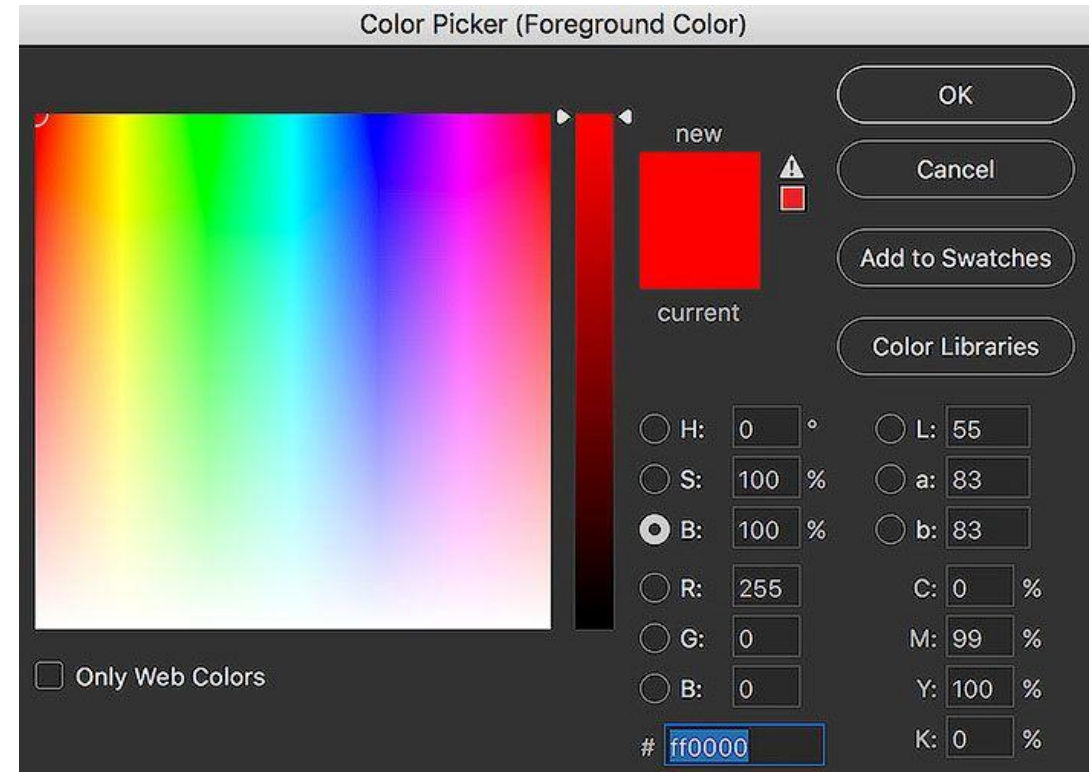 Color Picker (Foreground Color)
new
current
OK
Cancel
Add to Swatches
Color Libraries
H: 0 °
S: 100 %
B: 100 %
R: 255
G: 0
B: 0
# ff0000
L: 55
a: 83
b: 83
C: 0 %
M: 99 %
Y: 100 %
K: 0 %
Only Web Colors